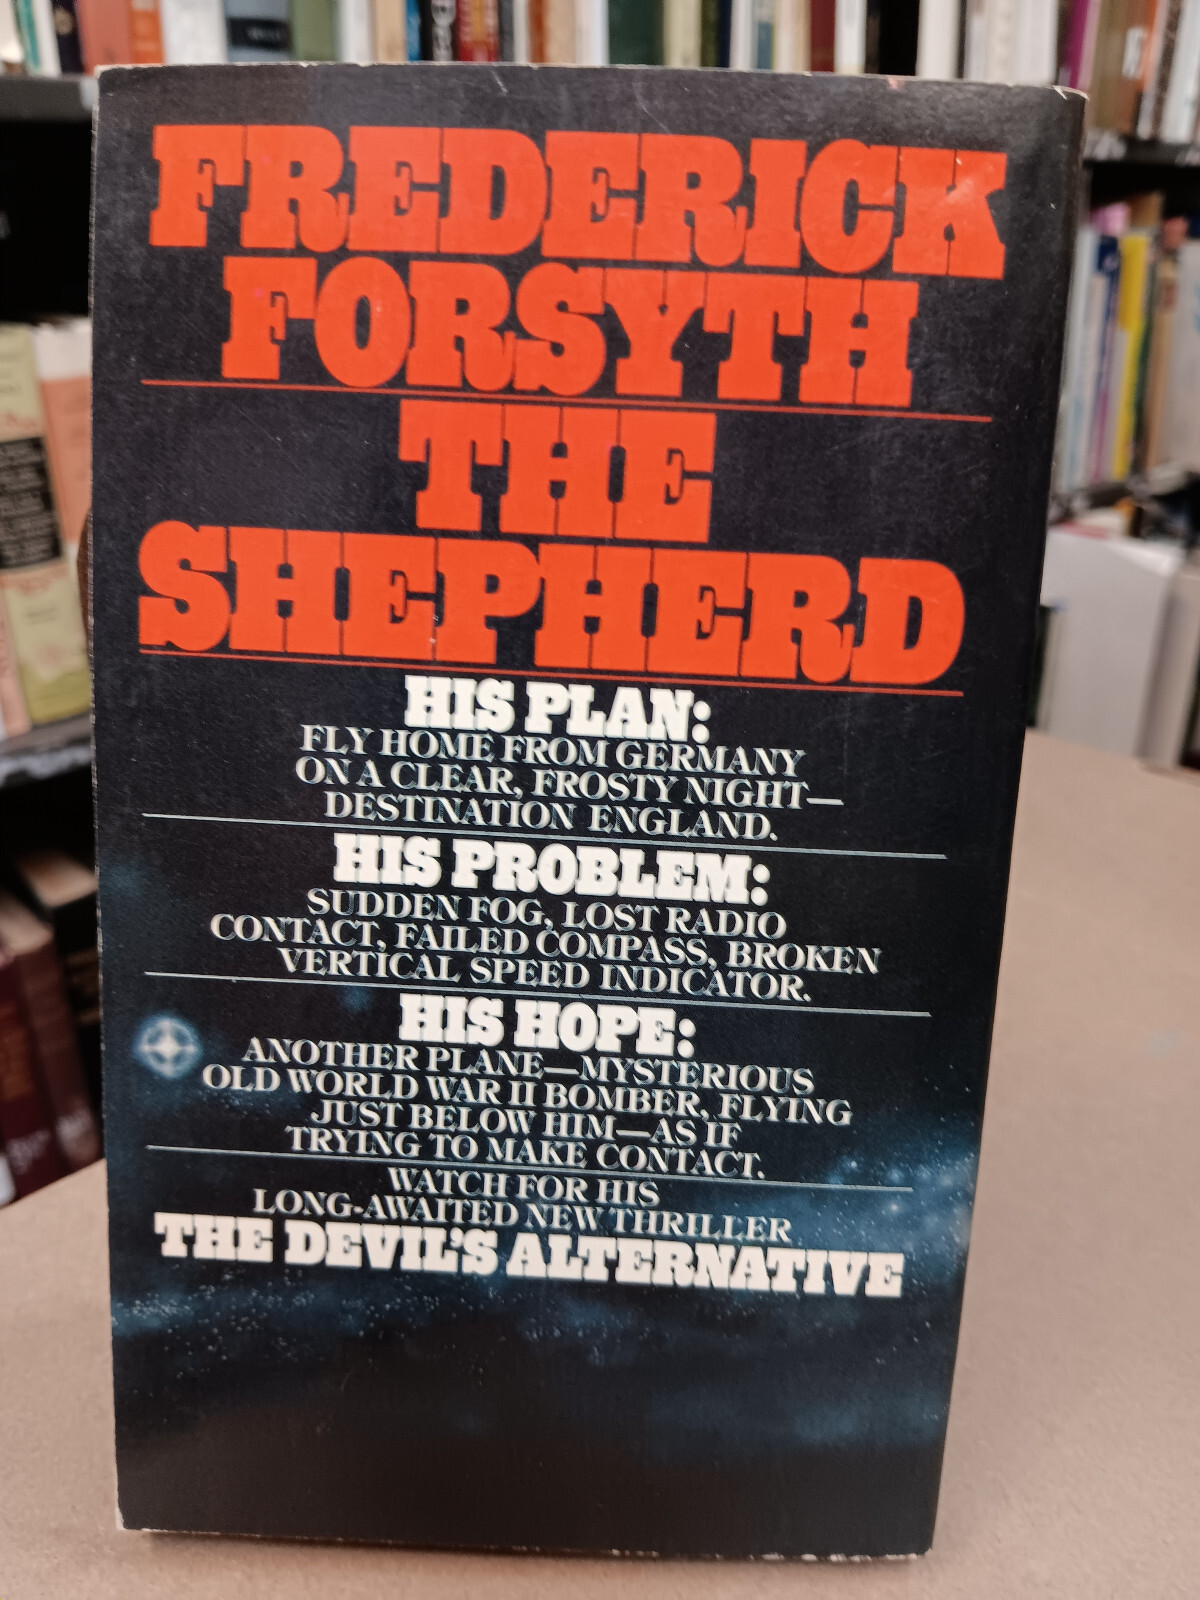 FREDERICK
FORSYTH
THE
SHEPHERD
HIS PLAN:
FLY HOME FROM GERMANY
ON A CLEAR, FROSTY NIGHT—
DESTINATION ENGLAND.
HIS PROBLEM:
SUDDEN FOG, LOST RADIO
CONTACT, FAILED COMPASS, BROKEN
VERTICAL SPEED INDICATOR.
HIS HOPE:
ANOTHER PLANE—MYSTERIOUS
OLD WORLD WAR II BOMBER, FLYING
JUST BELOW HIM—AS IF
TRYING TO MAKE CONTACT.
WATCH FOR HIS
LONG-AWAITED NEW THRILLER
THE DEVIL'S ALTERNATIVE